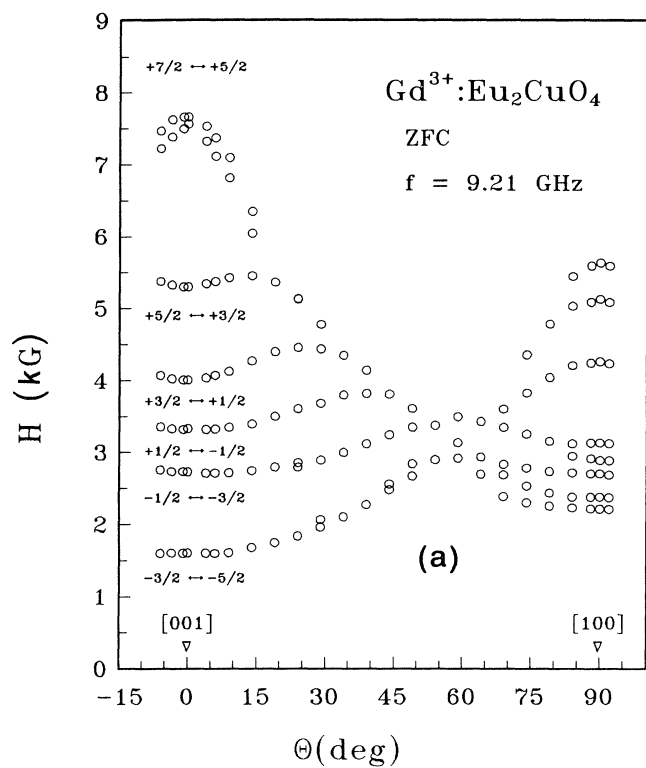 9
+7/2 ↔ +5/2
8
Gd³⁺:Eu₂CuO₄
ZFC
7
f = 9.21 GHz
6
5
+5/2 ↔ +3/2
H (kG)
4
+3/2 ↔ +1/2
3
+1/2 ↔ −1/2
−1/2 ↔ −3/2
2
(a)
−3/2 ↔ −5/2
1
[001] [100]
0
−15 0 15 30 45 60 75 90
Θ(deg)